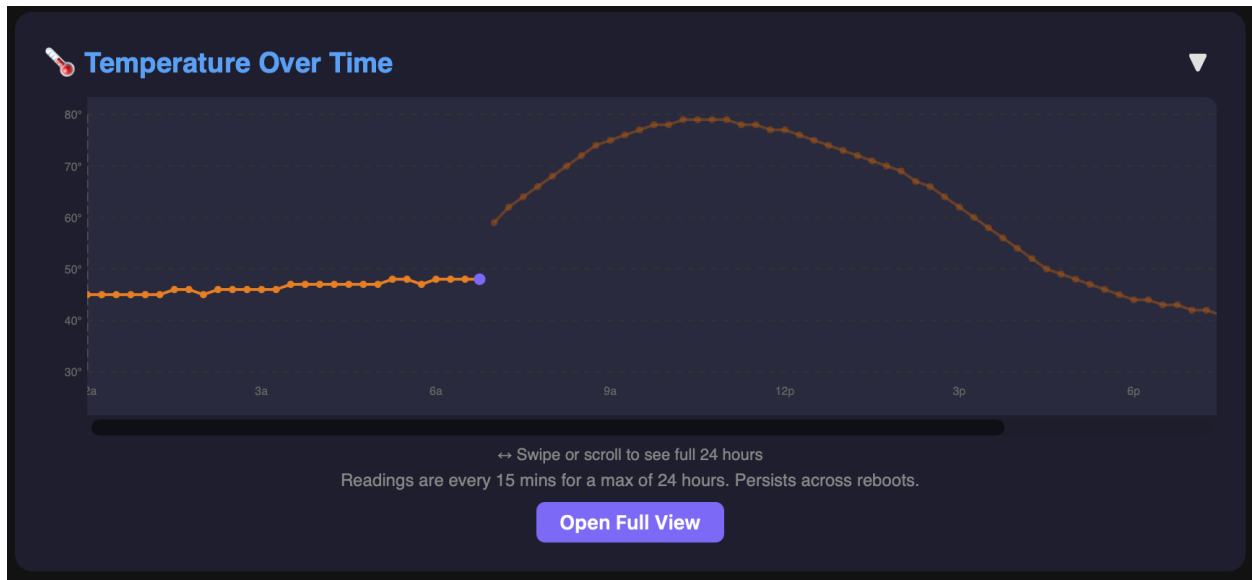 Temperature Over Time
80°
70°
60°
50°
40°
30°
2a 3a 6a 9a 12p 3p 6p
↔ Swipe or scroll to see full 24 hours
Readings are every 15 mins for a max of 24 hours. Persists across reboots.
Open Full View